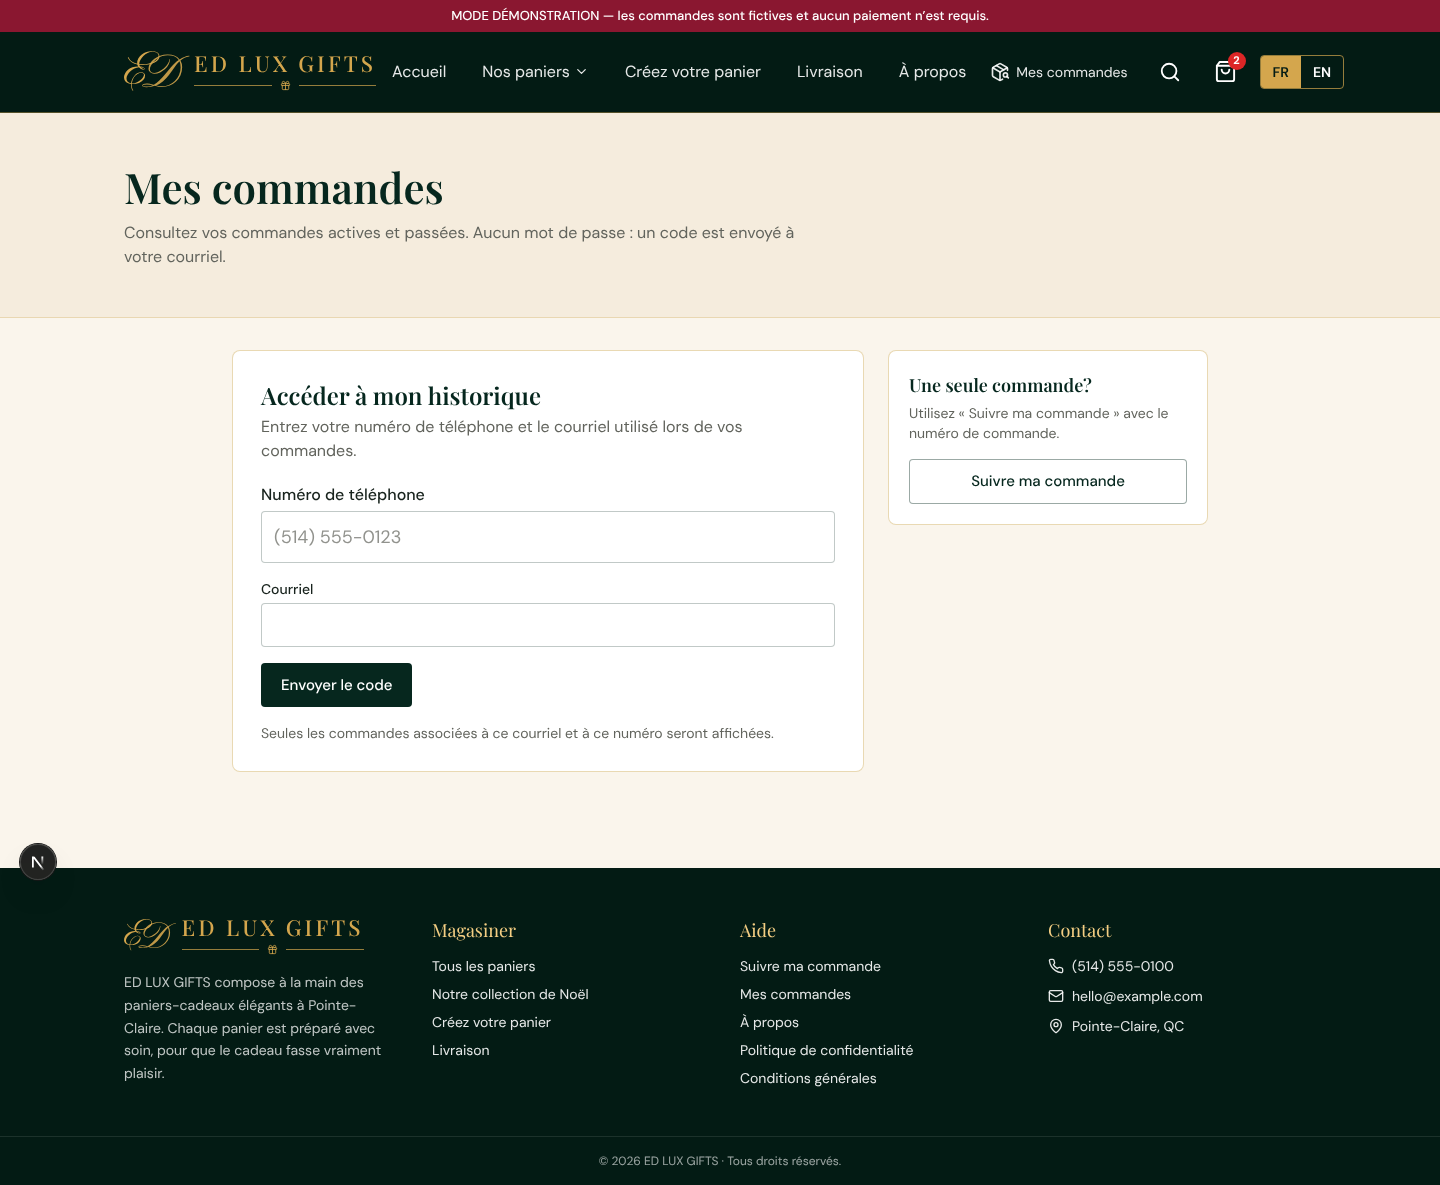 MODE DÉMONSTRATION — les commandes sont fictives et aucun paiement n’est requis.
ED ED LUX GIFTS
Accueil
Nos paniers
Créez votre panier
Livraison
À propos
Mes commandes
2
FR
EN
Mes commandes
Consultez vos commandes actives et passées. Aucun mot de passe : un code est envoyé à
votre courriel.
Accéder à mon historique
Entrez votre numéro de téléphone et le courriel utilisé lors de vos
commandes.
Numéro de téléphone
(514) 555-0123
Courriel
Envoyer le code
Seules les commandes associées à ce courriel et à ce numéro seront affichées.
Une seule commande?
Utilisez « Suivre ma commande » avec le
numéro de commande.
Suivre ma commande
N
ED ED LUX GIFTS
ED LUX GIFTS compose à la main des
paniers-cadeaux élégants à Pointe-
Claire. Chaque panier est préparé avec
soin, pour que le cadeau fasse vraiment
plaisir.
Magasiner
Tous les paniers
Notre collection de Noël
Créez votre panier
Livraison
Aide
Suivre ma commande
Mes commandes
À propos
Politique de confidentialité
Conditions générales
Contact
(514) 555-0100
hello@example.com
Pointe-Claire, QC
© 2026 ED LUX GIFTS · Tous droits réservés.